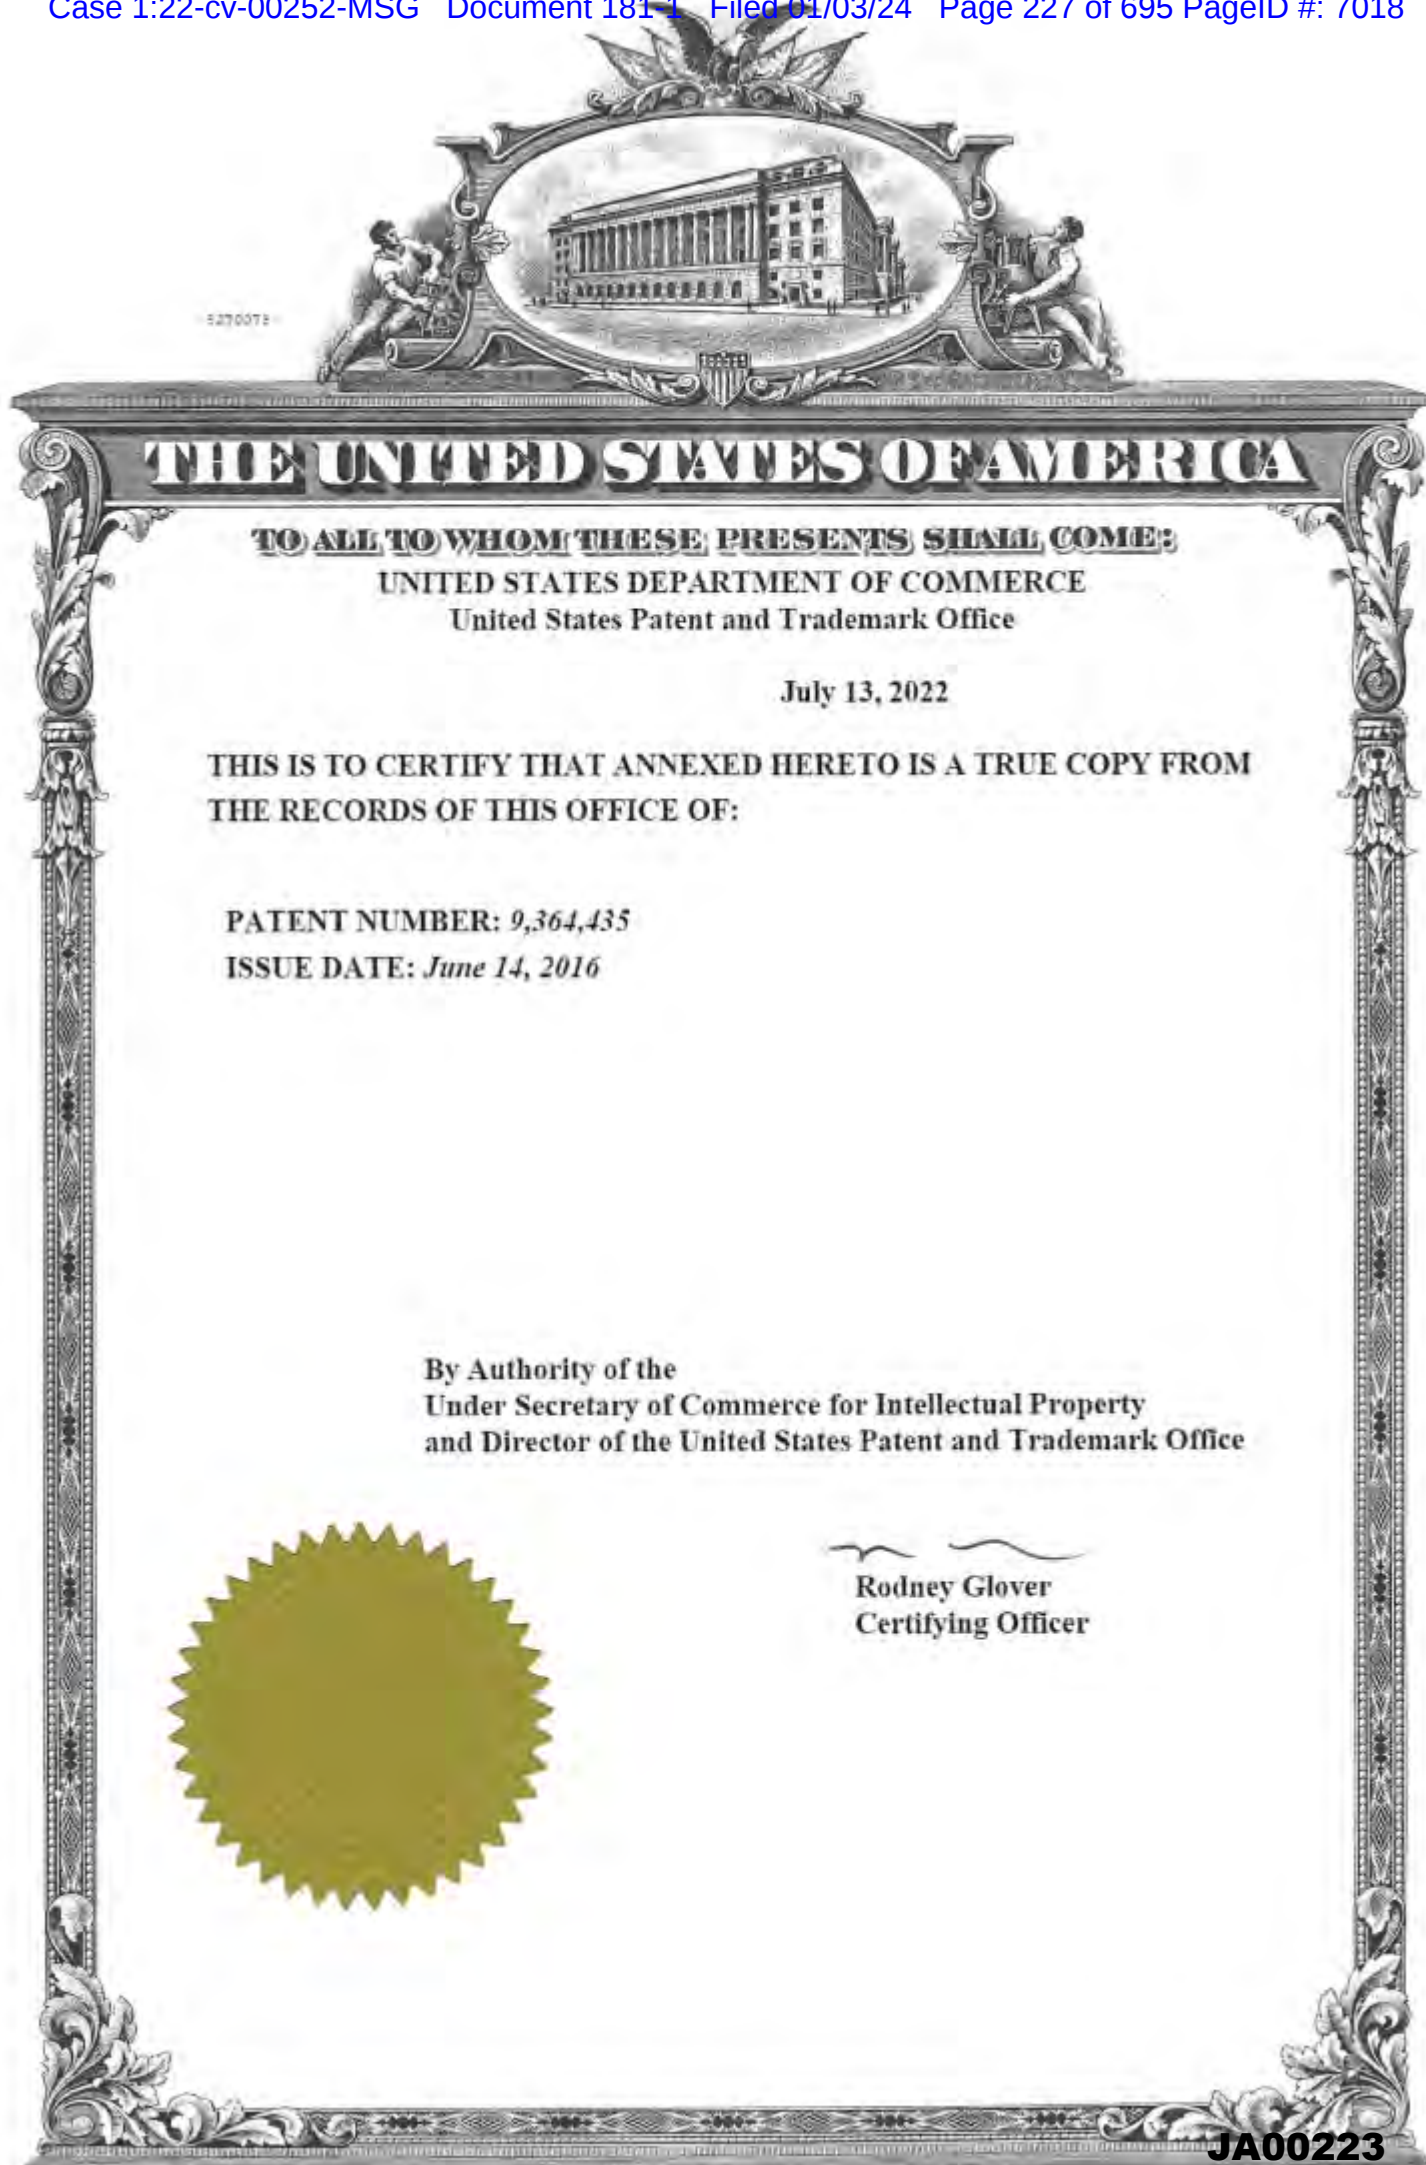 Case 1:22-cv-00252-MSG Document 181-1 Filed 01/03/24 Page 227 of 695 PageID #: 7018
THE UNITED STATES OF AMERICA
TO ALL TO WHOM THESE PRESENTS SHALL COME:
UNITED STATES DEPARTMENT OF COMMERCE
United States Patent and Trademark Office
July 13, 2022
THIS IS TO CERTIFY THAT ANNEXED HERETO IS A TRUE COPY FROM
THE RECORDS OF THIS OFFICE OF:
PATENT NUMBER: 9,364,435
ISSUE DATE: June 14, 2016
By Authority of the
Under Secretary of Commerce for Intellectual Property
and Director of the United States Patent and Trademark Office
Rodney Glover
Certifying Officer
JA00223